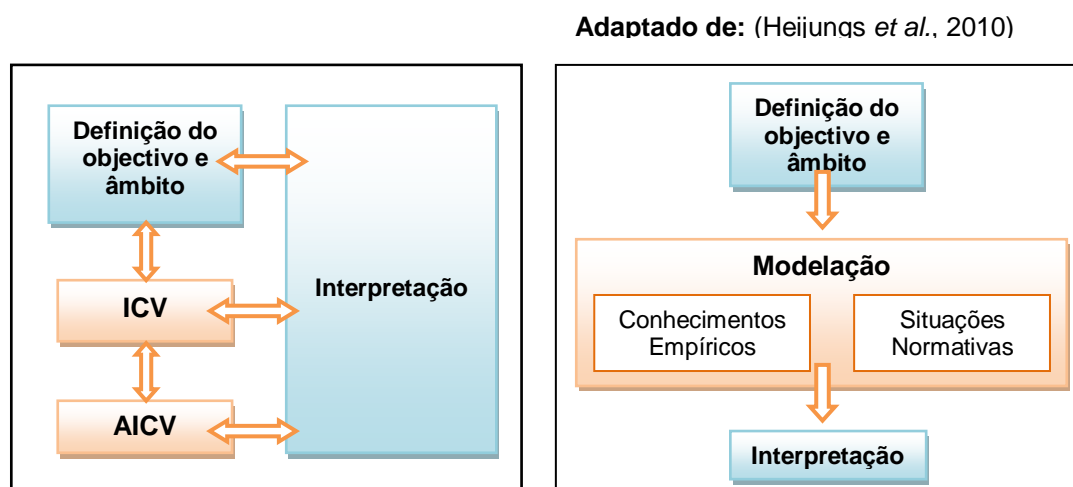 Adaptado de: (Heijungs et al., 2010)
Definição do
objectivo e
âmbito
ICV
AICV
Interpretação
Definição do
objectivo e
âmbito
Modelação
Conhecimentos
Empíricos
Situações
Normativas
Interpretação